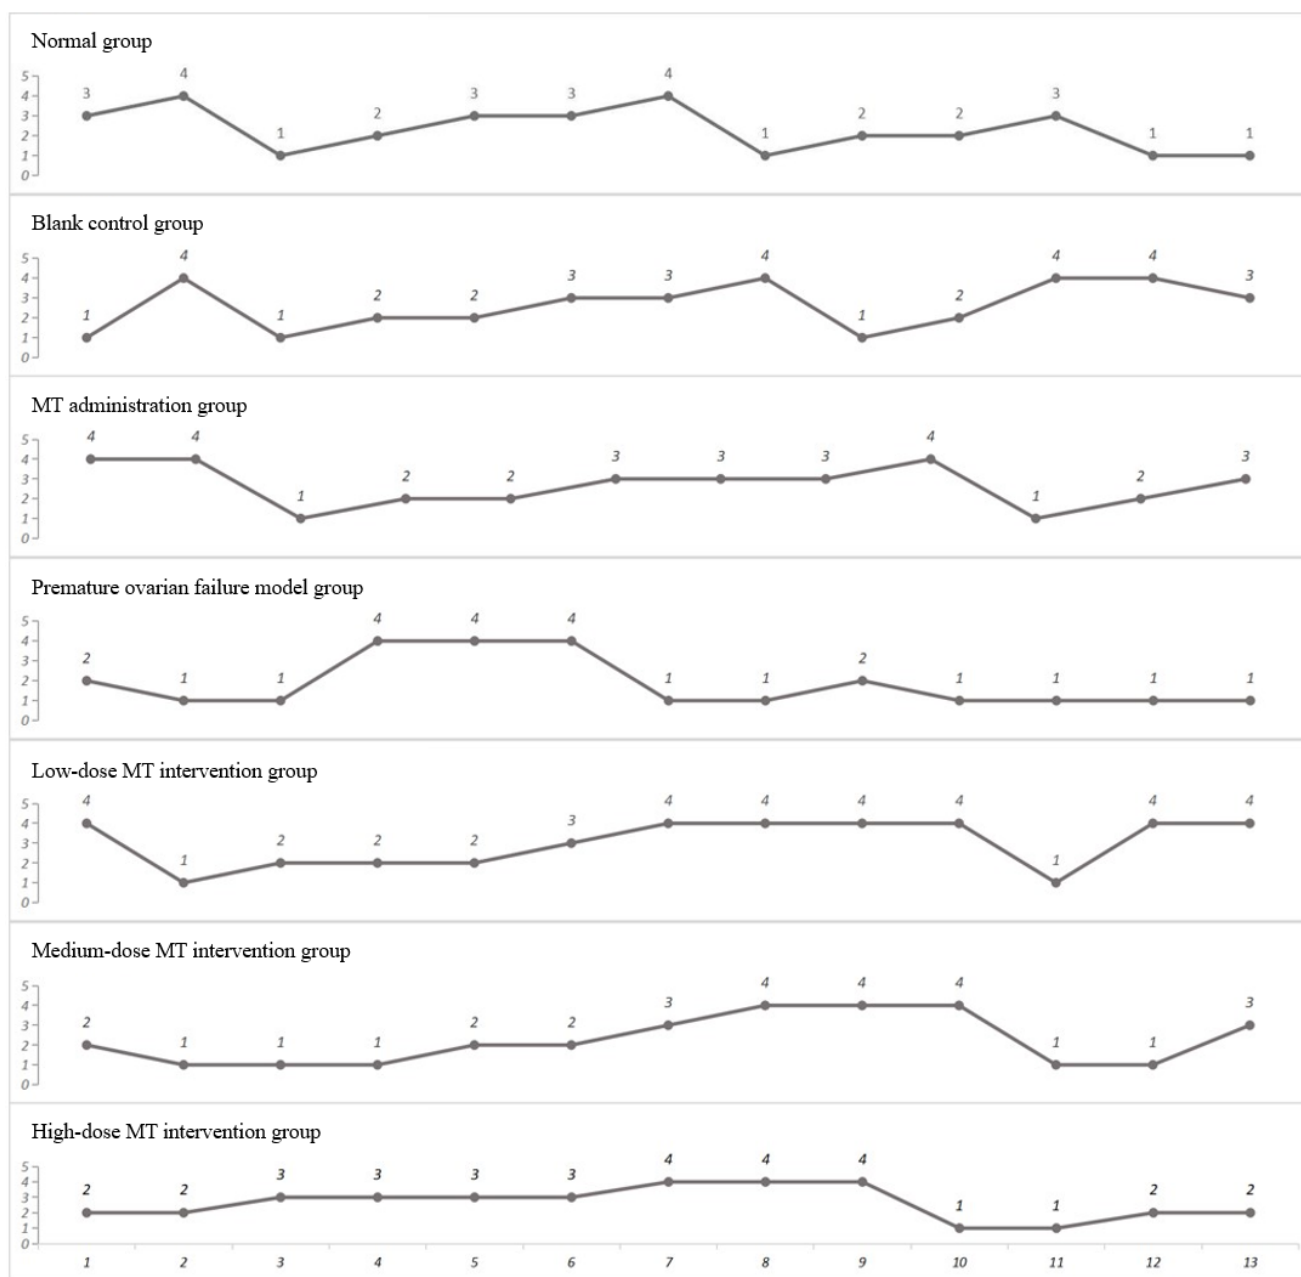 Normal group
5
4
3
2
1
0
3 4 1 2 3 3 4 1 2 2 3 1 1
Blank control group
5
4
3
2
1
0
1 4 1 2 2 3 3 4 1 2 4 4 3
MT administration group
5
4
3
2
1
0
4 4 1 2 2 3 3 3 4 1 2 3
Premature ovarian failure model group
5
4
3
2
1
0
2 1 1 4 4 4 1 1 2 1 1 1 1
Low-dose MT intervention group
5
4
3
2
1
0
4 1 2 2 2 3 4 4 4 4 1 4 4
Medium-dose MT intervention group
5
4
3
2
1
0
2 1 1 1 2 2 3 4 4 4 1 1 3
High-dose MT intervention group
5
4
3
2
1
0
2 2 3 3 3 3 4 4 4 1 1 2 2
1 2 3 4 5 6 7 8 9 10 11 12 13